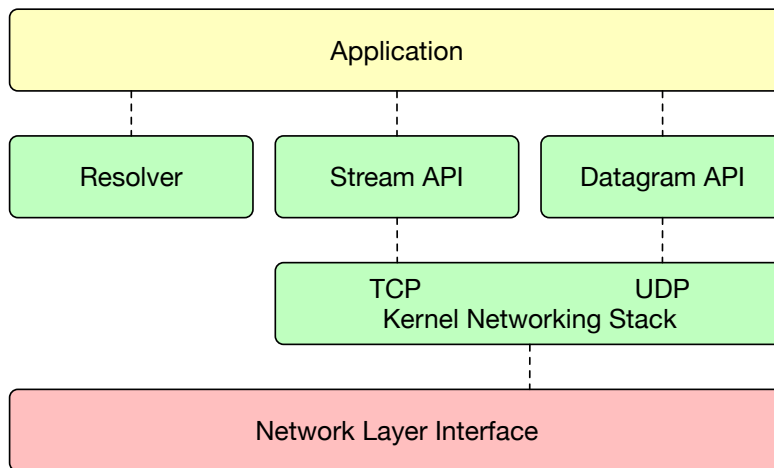 Application
Resolver
Stream API
Datagram API
TCP
UDP
Kernel Networking Stack
Network Layer Interface